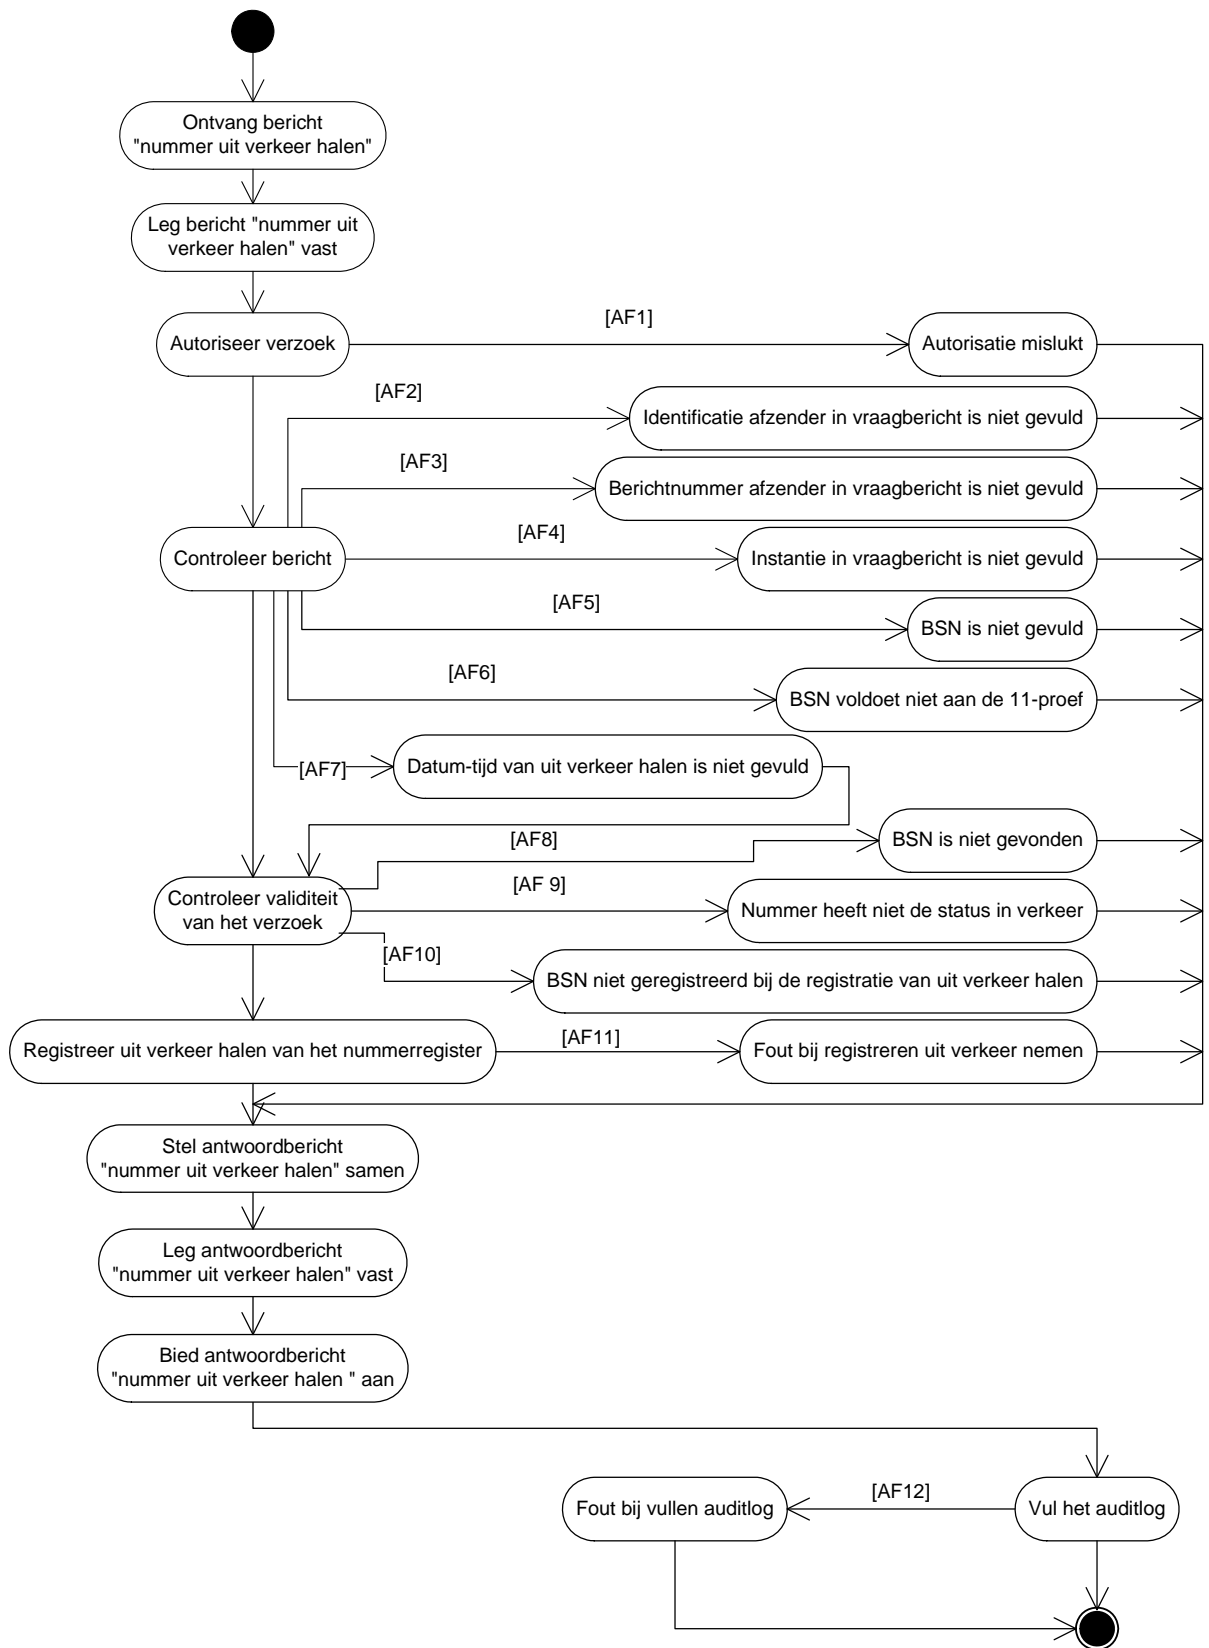 Ontvang bericht
"nummer uit verkeer halen"
Leg bericht "nummer uit
verkeer halen" vast
[AF1]
Autoriseer verzoek
Autorisatie mislukt
[AF2]
Identificatie afzender in vraagbericht is niet gevuld
[AF3]
Berichtnummer afzender in vraagbericht is niet gevuld
[AF4]
Controleer bericht
Instantie in vraagbericht is niet gevuld
[AF5]
BSN is niet gevuld
[AF6]
BSN voldoet niet aan de 11-proef
[AF7]
Datum-tijd van uit verkeer halen is niet gevuld
[AF8]
BSN is niet gevonden
[AF 9]
Controleer validiteit
van het verzoek
Nummer heeft niet de status in verkeer
[AF10]
BSN niet geregistreerd bij de registratie van uit verkeer halen
[AF11]
Registreer uit verkeer halen van het nummerregister
Fout bij registreren uit verkeer nemen
Stel antwoordbericht
"nummer uit verkeer halen" samen
Leg antwoordbericht
"nummer uit verkeer halen" vast
Bied antwoordbericht
"nummer uit verkeer halen " aan
[AF12]
Fout bij vullen auditlog
Vul het auditlog